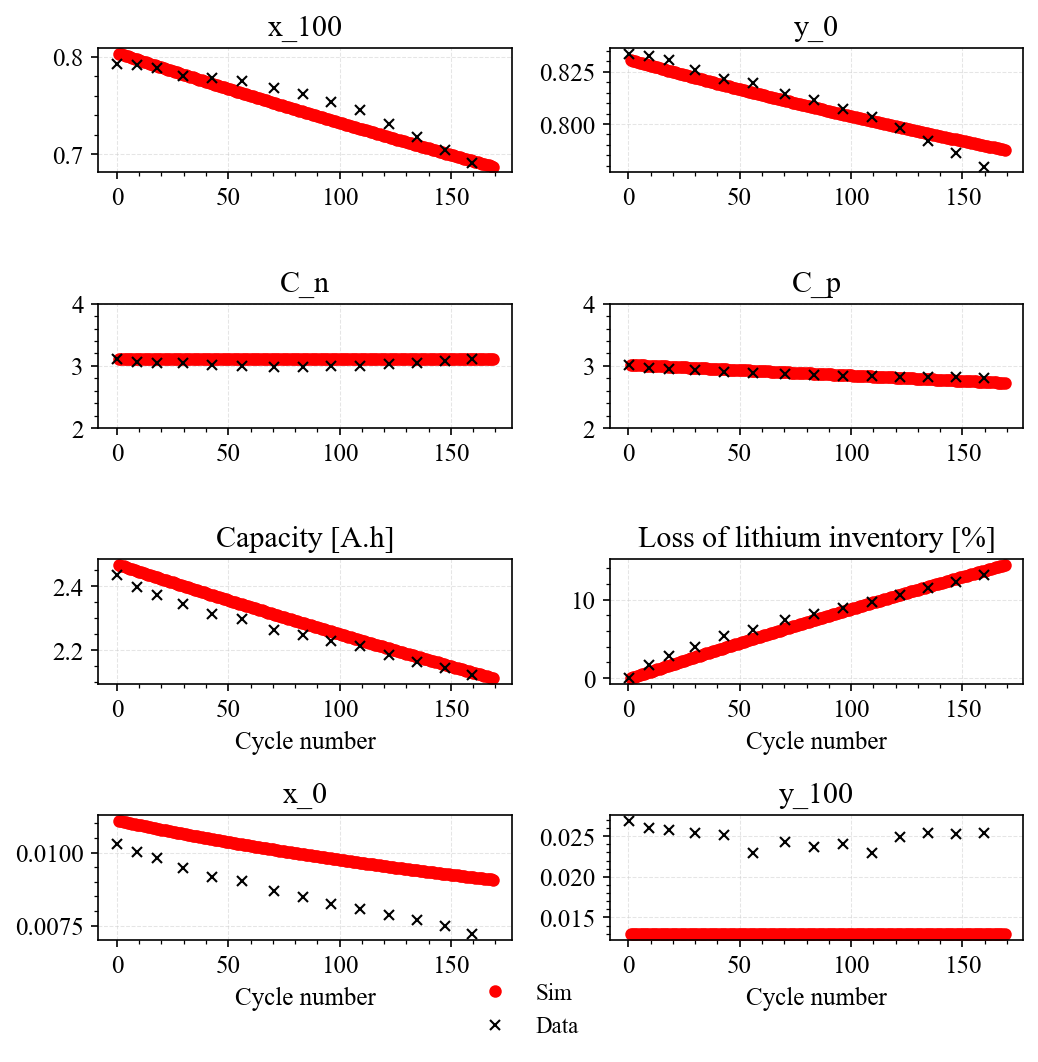 x_100
y_0
0.8
0.7
0 50 100 150
0.825
0.800
0 50 100 150
C_n
C_p
4
3
2
0 50 100 150
4
3
2
0 50 100 150
Capacity [A.h]
Loss of lithium inventory [%]
2.4
2.2
0 50 100 150
Cycle number
10
0
0 50 100 150
Cycle number
x_0
y_100
0.0100
0.0075
0 50 100 150
Cycle number
0.025
0.020
0.015
0 50 100 150
Cycle number
Sim
Data